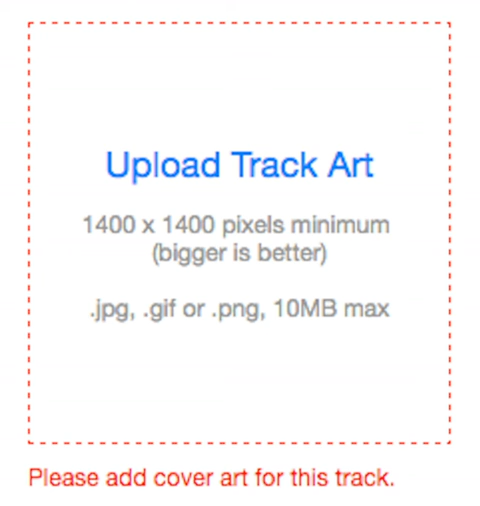 Upload Track Art
1400 x 1400 pixels minimum
(bigger is better)
.jpg, .gif or .png, 10MB max
Please add cover art for this track.